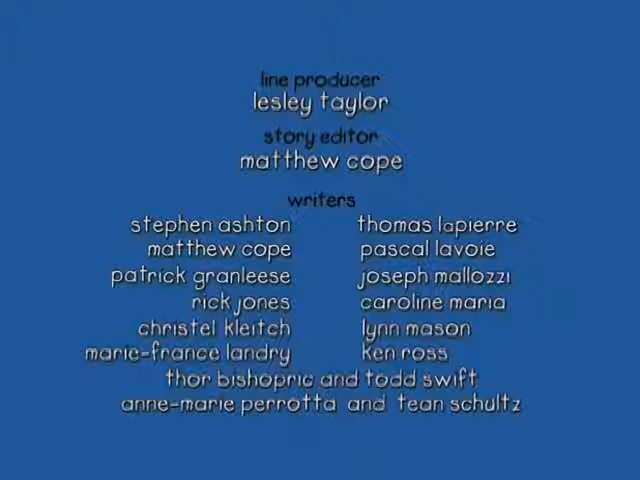 line producer
lesley taylor
story editor
matthew cope
writers
stephen ashton thomas lapierre
matthew cope pascal lavoie
patrick granleese joseph mallozzi
rick jones caroline maria
christel kleitch lynn mason
marie-france landry ken ross
thor bishopric and todd swift
anne-marie perrotta and tean schultz